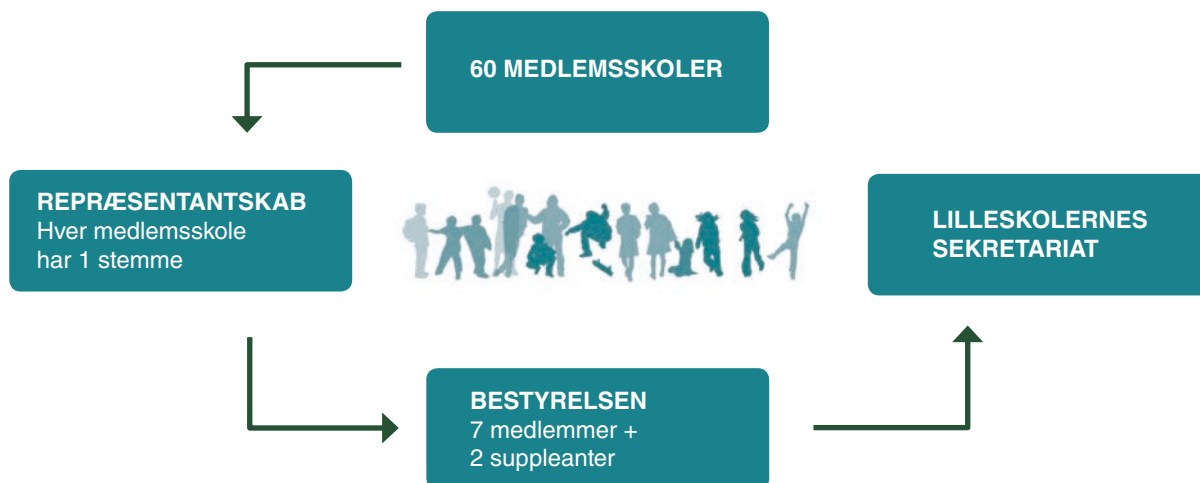 60 MEDLEMSSKOLER
REPRÆSENTANTSKAB
Hver medlemsskole
har 1 stemme
LILLESKOLERNES
SEKRETARIAT
BESTYRELSEN
7 medlemmer +
2 suppleanter